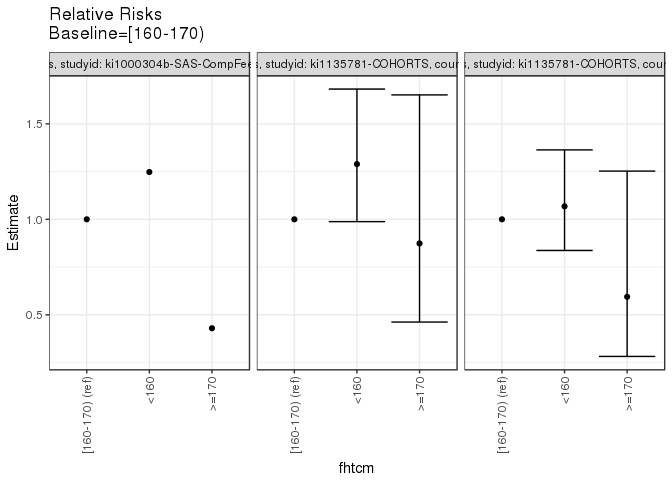 Relative Risks
Baseline=[160-170)
s, studyid: ki1000304b-SAS-CompFee
s, studyid: ki1135781-COHORTS, cour
s, studyid: ki1135781-COHORTS, cour
Estimate
1.5
1.0
0.5
[160-170) (ref)
<160
>=170
[160-170) (ref)
<160
>=170
[160-170) (ref)
<160
>=170
fhtcm